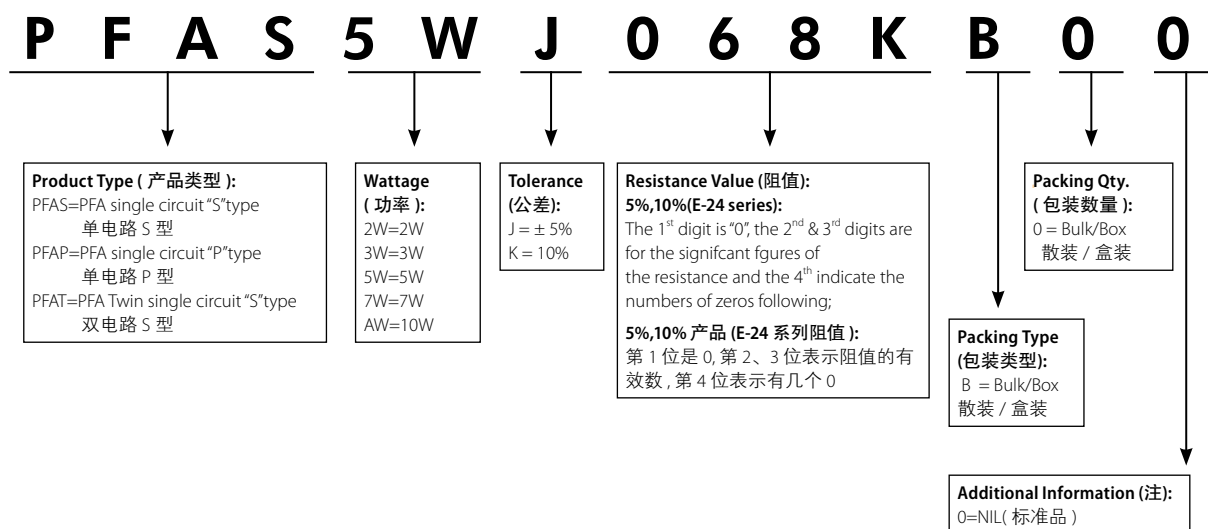 P F A S 5 W J 0 6 8 K B 0 0
Product Type ( 产品类型 ):
PFAS=PFA single circuit “S”type
单电路 S 型
PFAP=PFA single circuit “P”type
单电路 P 型
PFAT=PFA Twin single circuit “S”type
双电路 S 型
Wattage
( 功率 ):
2W=2W
3W=3W
5W=5W
7W=7W
AW=10W
Tolerance
(公差):
J = ± 5%
K = 10%
Resistance Value (阻值):
5%,10%(E-24 series):
The 1st digit is “0”, the 2nd & 3rd digits are
for the signifcant fgures of
the resistance and the 4th indicate the
numbers of zeros following;
5%,10% 产品 (E-24 系列阻值 ):
第 1 位是 0, 第 2、3 位表示阻值的有
效数 , 第 4 位表示有几个 0
Packing Qty.
( 包装数量 ):
0 = Bulk/Box
散装 / 盒装
Packing Type
(包装类型):
B = Bulk/Box
散装 / 盒装
Additional Information (注):
0=NIL( 标准品 )